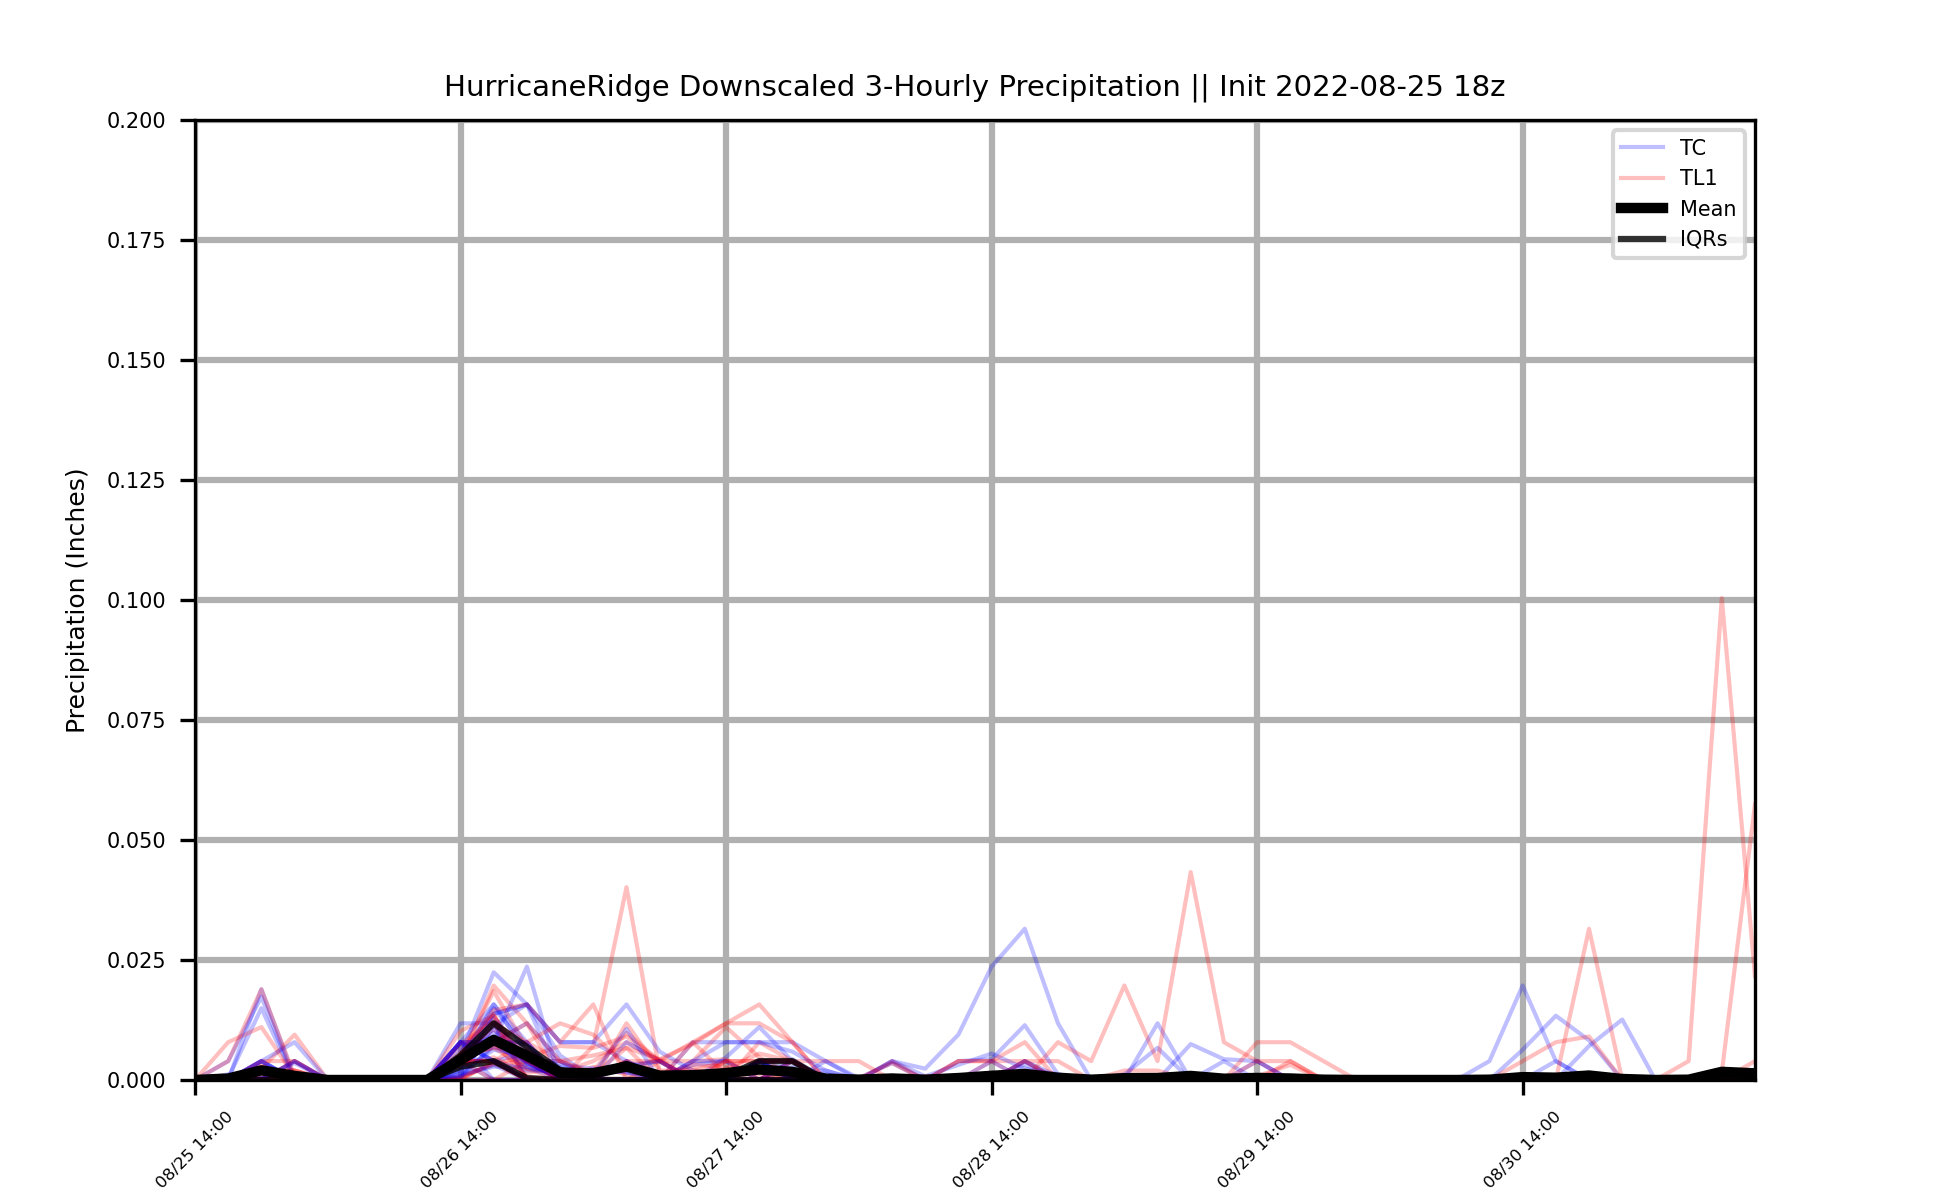 HurricaneRidge Downscaled 3-Hourly Precipitation || Init 2022-08-25 18z
TC
TL1
Mean
IQRs
Precipitation (Inches)
0.200
0.175
0.150
0.125
0.100
0.075
0.050
0.025
0.000
08/25 14:00
08/26 14:00
08/27 14:00
08/28 14:00
08/29 14:00
08/30 14:00